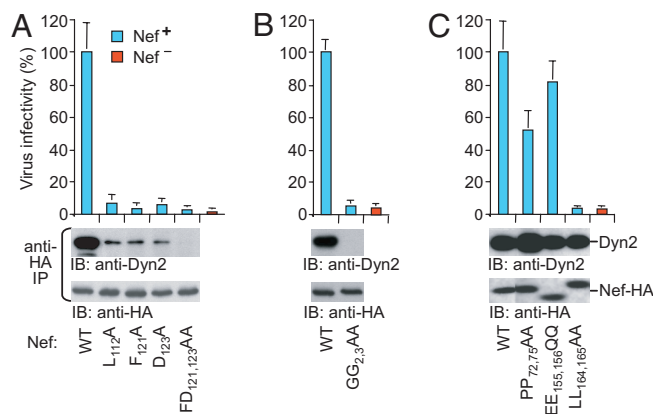 A
B
C
Virus infectivity (%)
120
100
80
60
40
20
0
Nef +
Nef −
120
100
80
60
40
20
0
120
100
80
60
40
20
0
anti-
HA
IP
IB: anti-Dyn2
IB: anti-HA
IB: anti-Dyn2
IB: anti-HA
Dyn2
IB: anti-Dyn2
Nef-HA
IB: anti-HA
Nef:
WT
L112A
F121A
D123A
FD121,123AA
WT
GG2,3AA
WT
PP72,75AA
EE155,156QQ
LL164,165AA